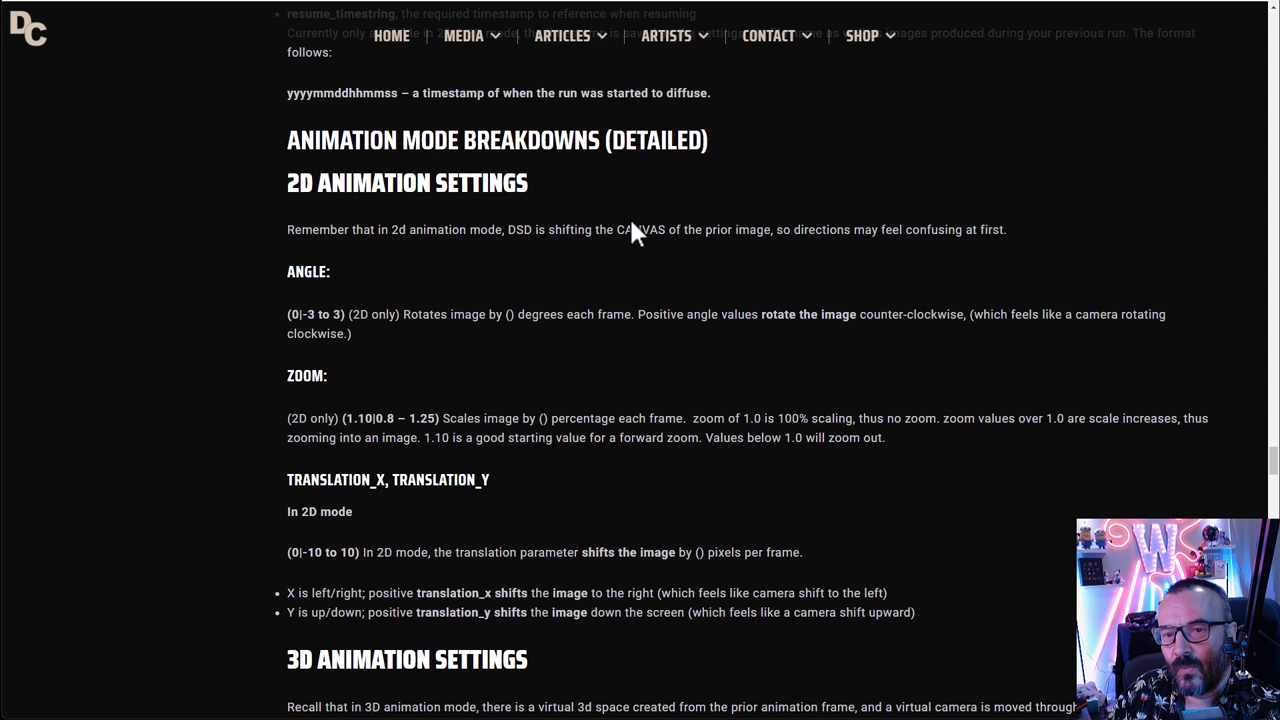 DC
HOME
MEDIA
ARTICLES
ARTISTS
CONTACT
SHOP
resume_timestring, the required timestamp to reference when resuming
follows:
yyyymmddhhmmss – a timestamp of when the run was started to diffuse.
ANIMATION MODE BREAKDOWNS (DETAILED)
2D ANIMATION SETTINGS
Remember that in 2d animation mode, DSD is shifting the CANVAS of the prior image, so directions may feel confusing at first.
ANGLE:
(0|-3 to 3) (2D only) Rotates image by () degrees each frame. Positive angle values rotate the image counter-clockwise, (which feels like a camera rotating
clockwise.)
ZOOM:
(2D only) (1.10|0.8 – 1.25) Scales image by () percentage each frame. zoom of 1.0 is 100% scaling, thus no zoom. zoom values over 1.0 are scale increases, thus
zooming into an image. 1.10 is a good starting value for a forward zoom. Values below 1.0 will zoom out.
TRANSLATION_X, TRANSLATION_Y
In 2D mode
(0|-10 to 10) In 2D mode, the translation parameter shifts the image by () pixels per frame.
X is left/right; positive translation_x shifts the image to the right (which feels like camera shift to the left)
Y is up/down; positive translation_y shifts the image down the screen (which feels like a camera shift upward)
3D ANIMATION SETTINGS
Recall that in 3D animation mode, there is a virtual 3d space created from the prior animation frame, and a virtual camera is moved through
W